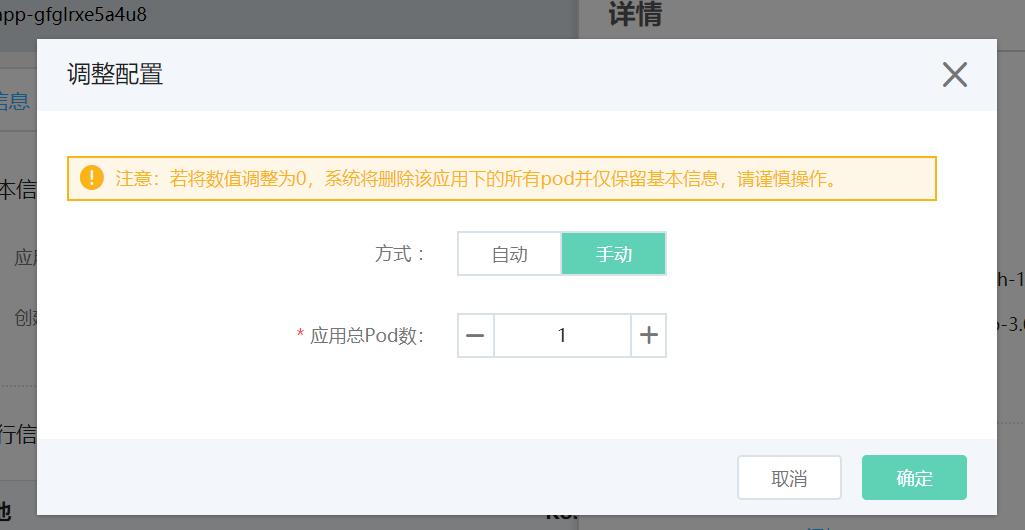 app-gfglrxe5a4u8
详情
调整配置
信息
注意：若将数值调整为0，系统将删除该应用下的所有pod并仅保留基本信息，请谨慎操作。
本信
方式：
自动
手动
应用
h-1
创建
* 应用总Pod数：
1
行信
取消
确定